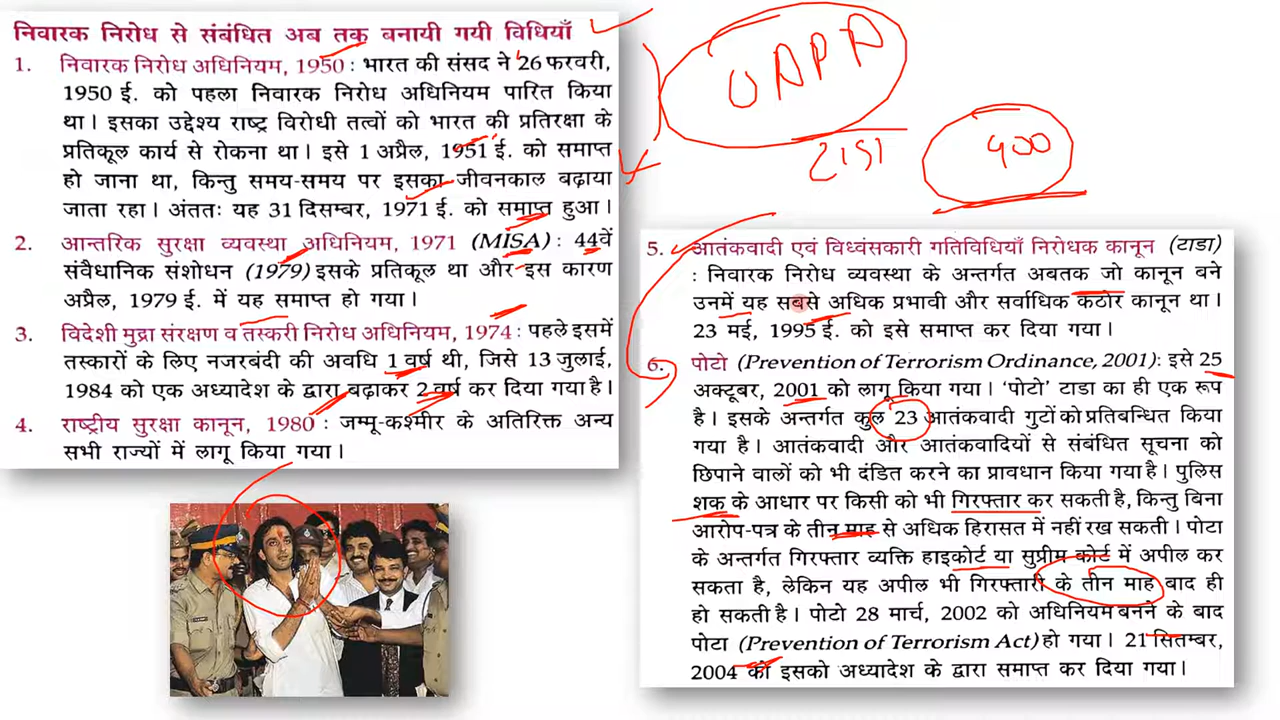 निवारक निरोध से संबंधित अब तक बनायी गयी विधियाँ
1. निवारक निरोध अधिनियम, 1950 : भारत की संसद ने 26 फरवरी,
1950 ई. को पहला निवारक निरोध अधिनियम पारित किया
था। इसका उद्देश्य राष्ट्र विरोधी तत्वों को भारत की प्रतिरक्षा के
प्रतिकूल कार्य से रोकना था। इसे 1 अप्रैल, 1951 ई. को समाप्त
हो जाना था, किन्तु समय-समय पर इसका जीवनकाल बढ़ाया
जाता रहा। अंततः यह 31 दिसम्बर, 1971 ई. को समाप्त हुआ।
2. आन्तरिक सुरक्षा व्यवस्था अधिनियम, 1971 (MISA) : 44वें
संवैधानिक संशोधन (1979) इसके प्रतिकूल था और इस कारण
अप्रैल, 1979 ई. में यह समाप्त हो गया।
3. विदेशी मुद्रा संरक्षण व तस्करी निरोध अधिनियम, 1974 : पहले इसमें
तस्कारों के लिए नजरबंदी की अवधि 1 वर्ष थी, जिसे 13 जुलाई,
1984 को एक अध्यादेश के द्वारा बढ़ाकर 2 वर्ष कर दिया गया है।
4. राष्ट्रीय सुरक्षा कानून, 1980 : जम्मू-कश्मीर के अतिरिक्त अन्य
सभी राज्यों में लागू किया गया।
400
5. आतंकवादी एवं विध्वंसकारी गतिविधियाँ निरोधक कानून (टाडा)
: निवारक निरोध व्यवस्था के अन्तर्गत अबतक जो कानून बने
उनमें यह सबसे अधिक प्रभावी और सर्वाधिक कठोर कानून था।
23 मई, 1995 ई. को इसे समाप्त कर दिया गया।
6. पोटो (Prevention of Terrorism Ordinance, 2001): इसे 25
अक्टूबर, 2001 को लागू किया गया। ‘पोटो’ टाडा का ही एक रूप
है। इसके अन्तर्गत कुल 23 आतंकवादी गुटों को प्रतिबन्धित किया
गया है। आतंकवादी और आतंकवादियों से संबंधित सूचना को
छिपाने वालों को भी दंडित करने का प्रावधान किया गया है। पुलिस
शक के आधार पर किसी को भी गिरफ्तार कर सकती है, किन्तु बिना
आरोप-पत्र के तीन माह से अधिक हिरासत में नहीं रख सकती। पोटा
के अन्तर्गत गिरफ्तार व्यक्ति हाइकोर्ट या सुप्रीम कोर्ट में अपील कर
सकता है, लेकिन यह अपील भी गिरफ्तारी के तीन माह बाद ही
हो सकती है। पोटो 28 मार्च, 2002 को अधिनियम बनने के बाद
पोटा (Prevention of Terrorism Act) हो गया। 21 सितम्बर,
2004 को इसको अध्यादेश के द्वारा समाप्त कर दिया गया।